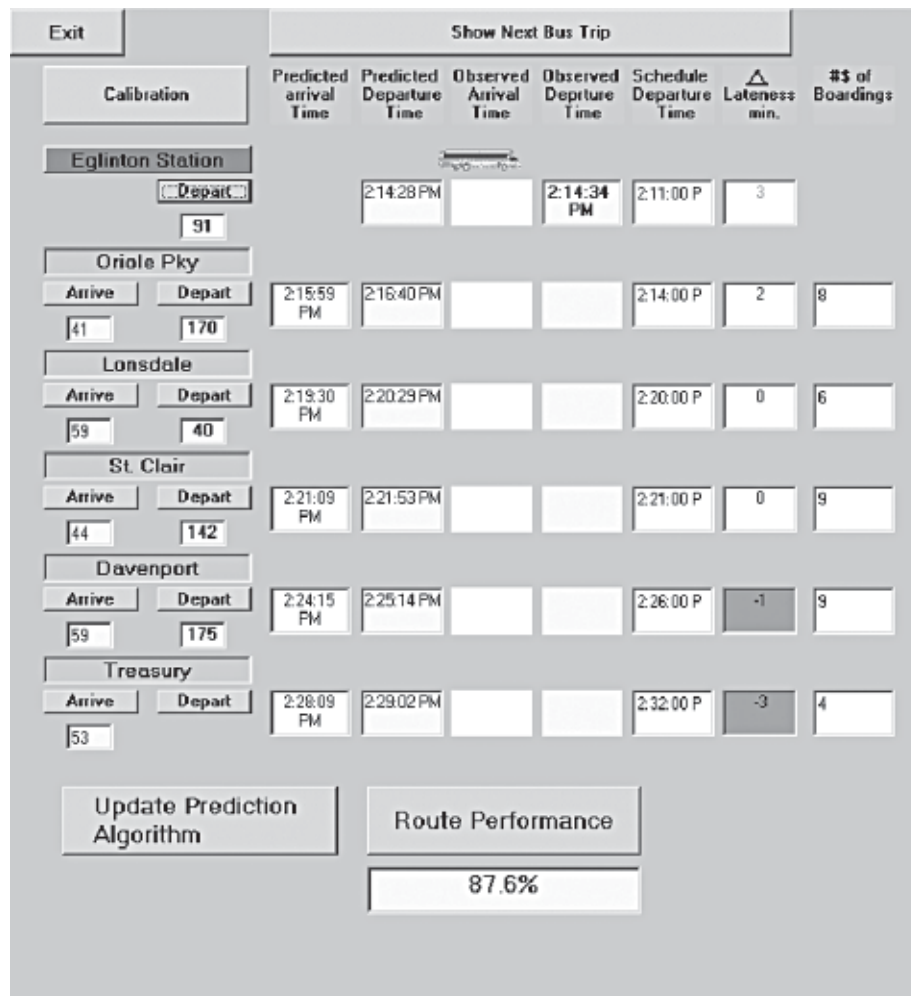 Exit
Show Next Bus Trip
Calibration
Predicted arrival Time
Predicted Departure Time
Observed Arrival Time
Observed Deprture Time
Schedule Departure Time
△ Lateness min.
#$ of Boardings
Eglinton Station
Depart
2:14:28 PM
2:14:34 PM
2:11:00 P
3
91
Oriole Pky
Arrive
Depart
2:15:59 PM
2:16:40 PM
2:14:00 P
2
8
41
170
Lonsdale
Arrive
Depart
2:19:30 PM
2:20:29 PM
2:20:00 P
0
6
59
40
St. Clair
Arrive
Depart
2:21:09 PM
2:21:53 PM
2:21:00 P
0
9
44
142
Davenport
Arrive
Depart
2:24:15 PM
2:25:14 PM
2:26:00 P
-1
9
59
175
Treasury
Arrive
Depart
2:28:09 PM
2:29:02 PM
2:32:00 P
-3
4
53
Update Prediction Algorithm
Route Performance
87.6%